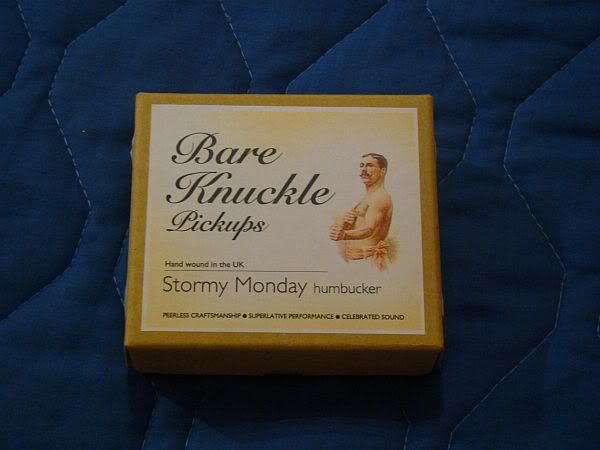 Bare
Knuckle
Pickups
Hand wound in the UK
Stormy Monday humbucker
PEERLESS CRAFTSMANSHIP ● SUPERLATIVE PERFORMANCE ● CELEBRATED SOUND